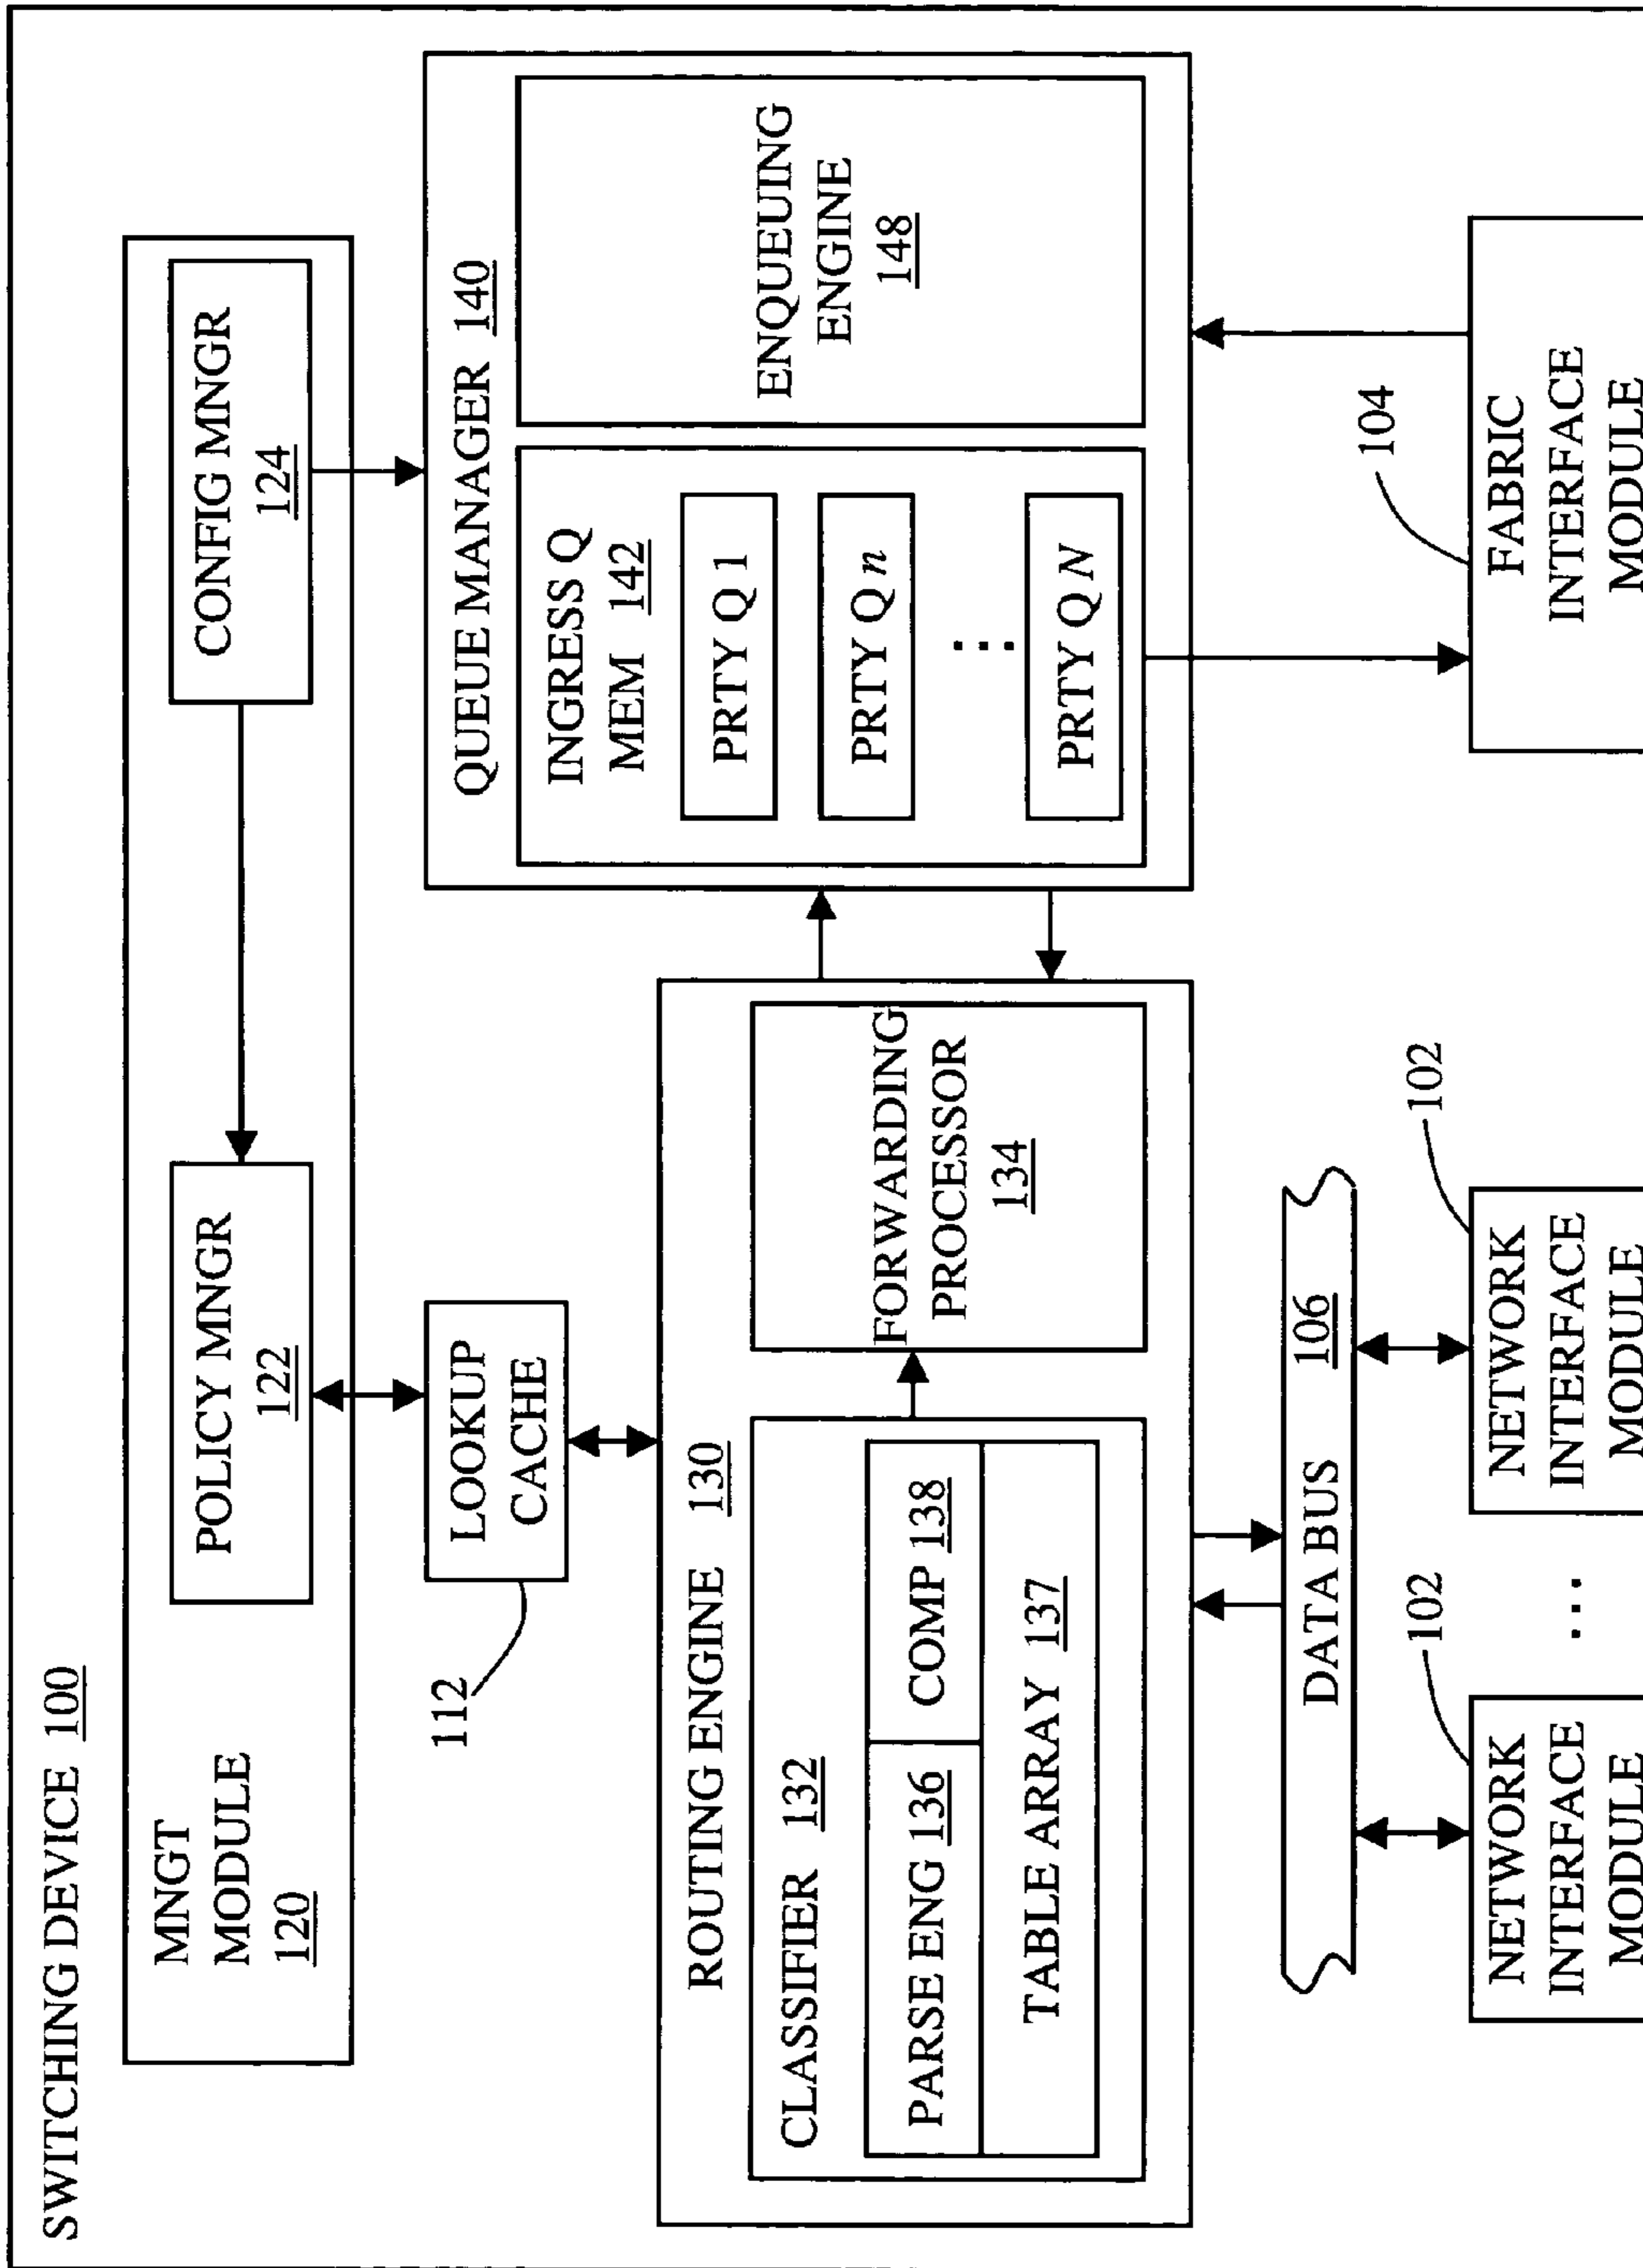 SWITCHING DEVICE 100
MNGT
MODULE
120
POLICY MNGR
122
CONFIG MNGR
124
112
LOOKUP
CACHE
QUEUE MANAGER 140
INGRESS Q
MEM 142
PRTY Q 1
PRTY Q n
⋮
PRTY Q N
ENQUEUING
ENGINE
148
ROUTING ENGINE 130
CLASSIFIER 132
PARSE ENG 136
COMP 138
TABLE ARRAY 137
FORWARDING
PROCESSOR
134
DATA BUS 106
102
NETWORK
INTERFACE
MODULE
...
102
NETWORK
INTERFACE
MODULE
104
FABRIC
INTERFACE
MODULE